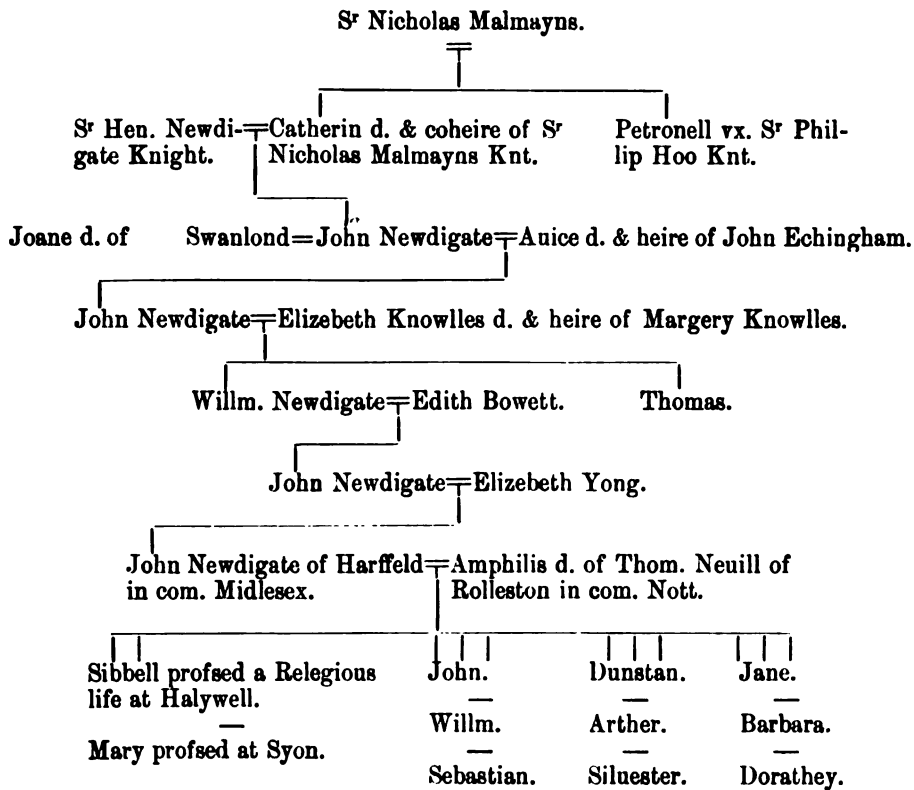 Sʳ Nicholas Malmayns.
Sʳ Hen. Newdi-
gate Knight.
Catherin d. & coheire of Sʳ
Nicholas Malmayns Knt.
Petronell vx. Sʳ Phil-
lip Hoo Knt.
Joane d. of Swanlond=John Newdigate=Auice d. & heire of John Echingham.
John Newdigate=Elizebeth Knowlles d. & heire of Margery Knowlles.
Willm. Newdigate=Edith Bowett. Thomas.
John Newdigate=Elizebeth Yong.
John Newdigate of Harffeld
in com. Midlesex.
Amphilis d. of Thom. Neuill of
Rolleston in com. Nott.
Sibbell profsed a Relegious
life at Halywell.
—
Mary profsed at Syon.
John.
—
Willm.
—
Sebastian.
Dunstan.
—
Arther.
—
Siluester.
Jane.
—
Barbara.
—
Dorathey.